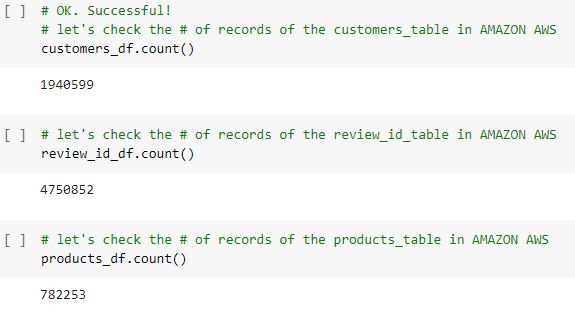 [ ] # OK. Successful!
# let's check the # of records of the customers_table in AMAZON AWS
customers_df.count()
1940599
[ ] # let's check the # of records of the review_id_table in AMAZON AWS
review_id_df.count()
4750852
[ ] # let's check the # of records of the products_table in AMAZON AWS
products_df.count()
782253